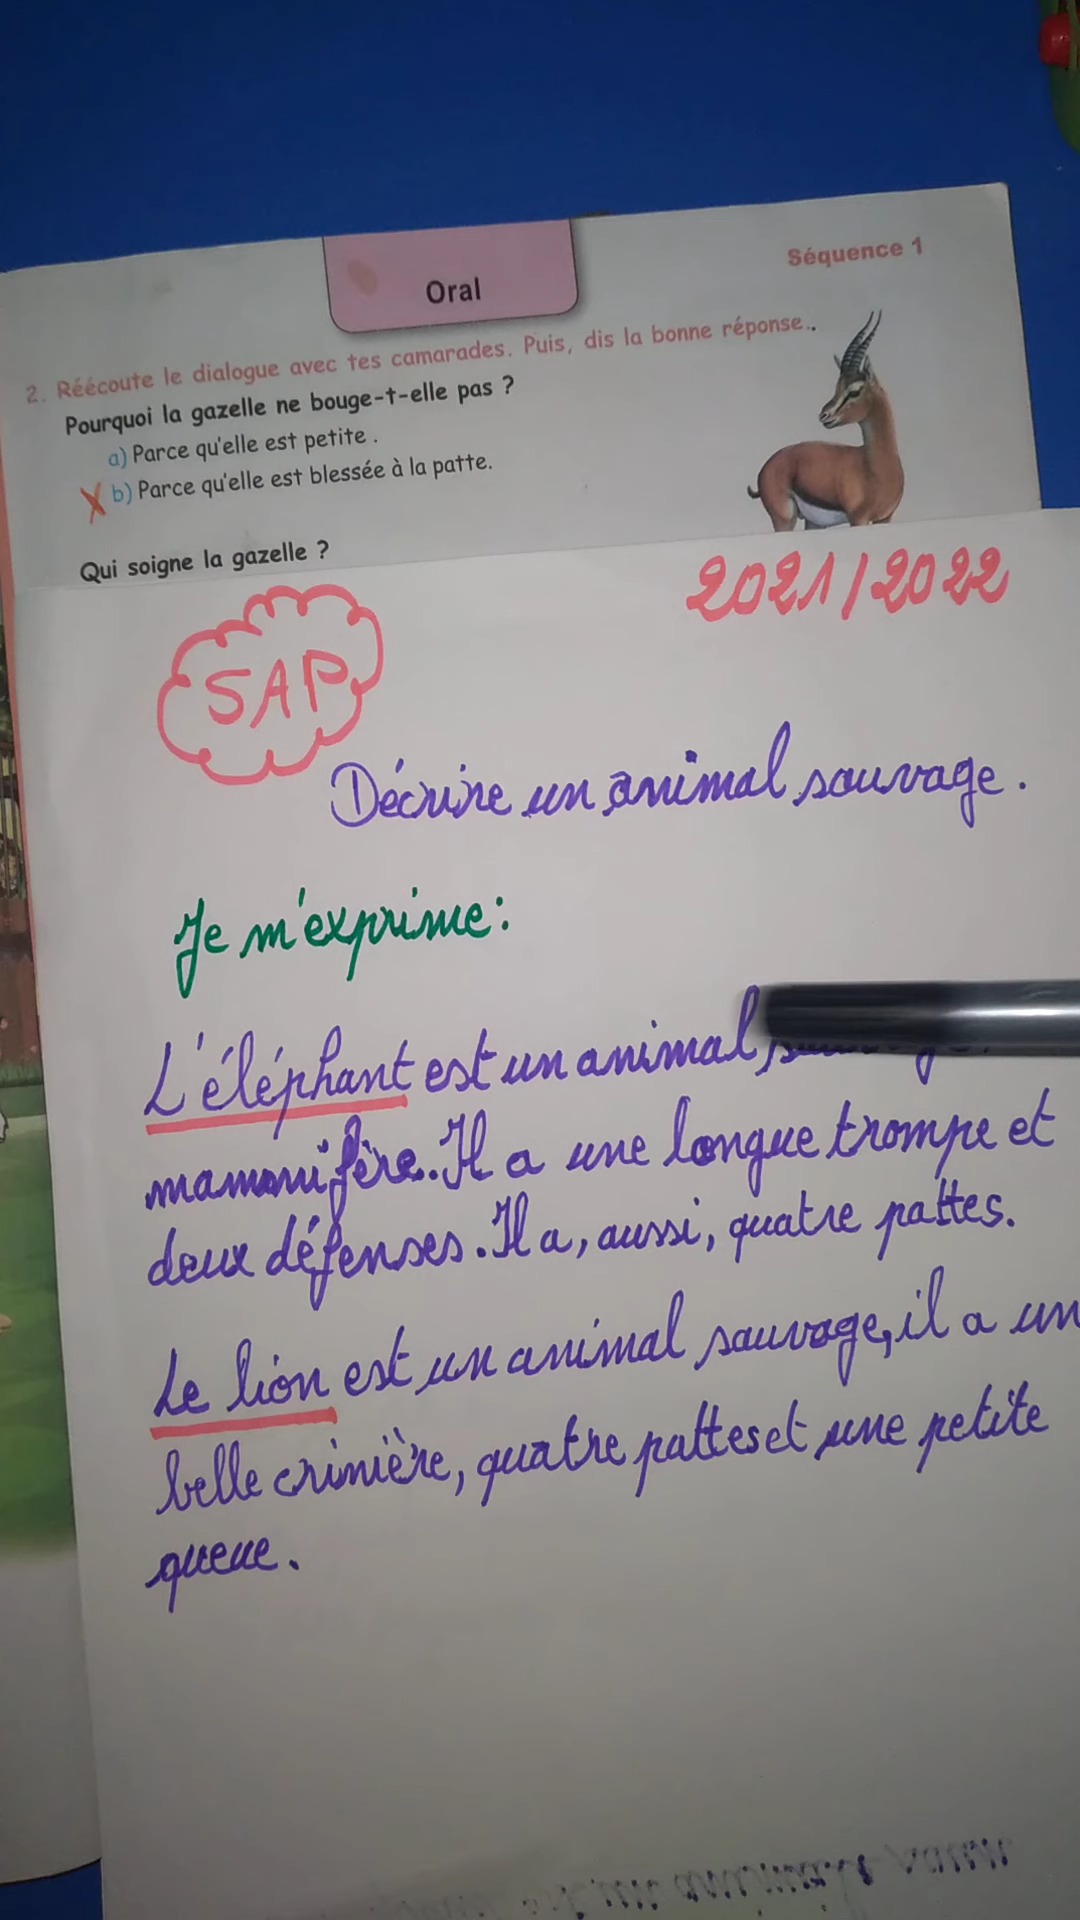 Oral
Séquence 1
2. Réécoute le dialogue avec tes camarades. Puis, dis la bonne réponse..
Pourquoi la gazelle ne bouge-t-elle pas ?
a) Parce qu'elle est petite .
X b) Parce qu'elle est blessée à la patte.
Qui soigne la gazelle ?
2021/2022
SAP
Décrire un animal sauvage.
Je m'exprime:
L'éléphant est un animal
mammifère. Il a une longue trompe et
deux défenses. Il a, aussi, quatre pattes.
Le lion est un animal sauvage, il a un
belle crinière, quatre pattes et une petite
queue.